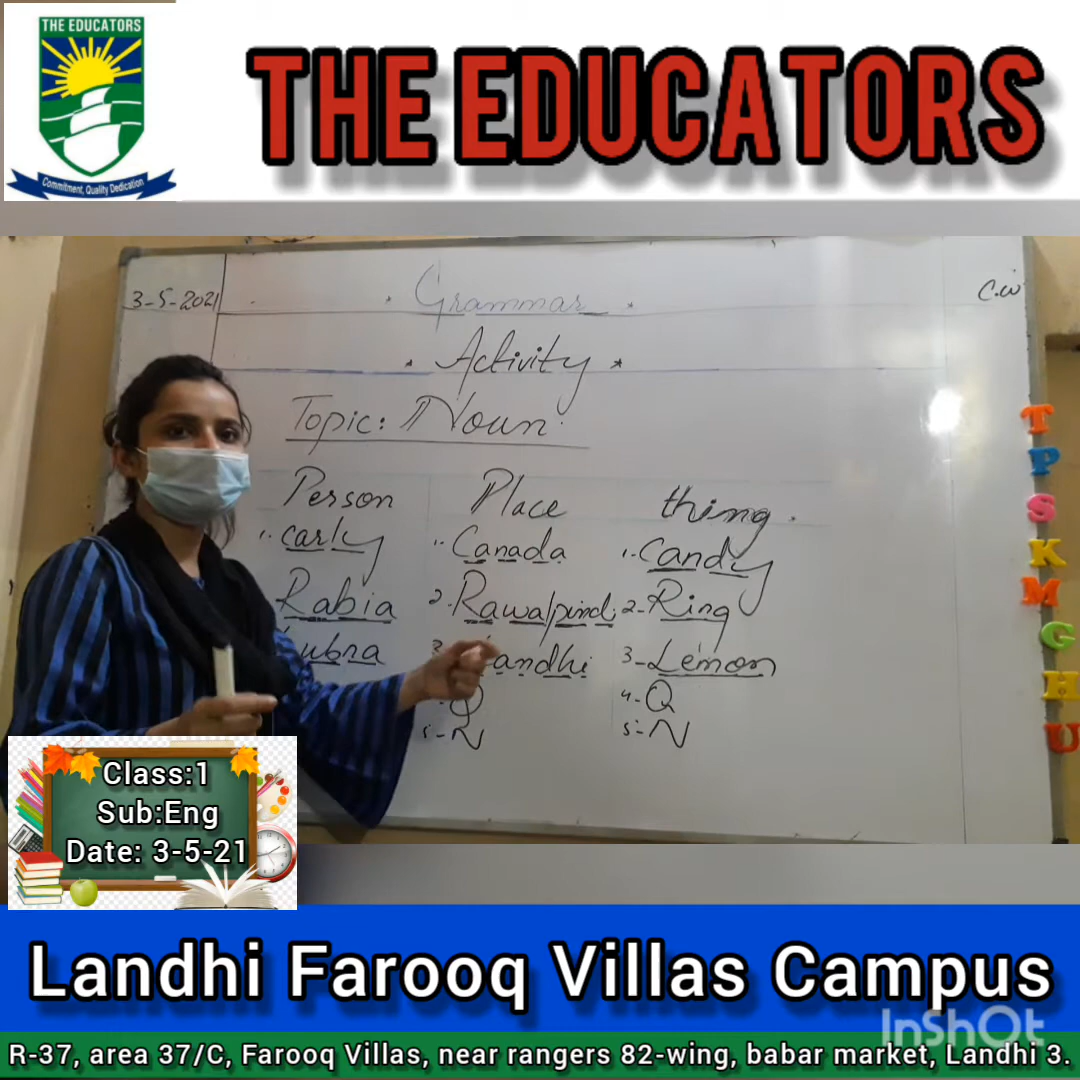 THE EDUCATORS
Commitment, Quality Dedication
THE EDUCATORS
3-5-2021
Grammar
C.W
Activity
Topic: Noun
Person Place thing.
1. carly 1. Canada 1. Candy
Rabia 2. Rawalpindi 2- Ring
ubra 3. andhi 3- Lemon
Q 4- Q
5-N 5-N
T
P
S
K
M
G
H
U
Class:1
Sub:Eng
Date: 3-5-21
Landhi Farooq Villas Campus
InShOt
R-37, area 37/C, Farooq Villas, near rangers 82-wing, babar market, Landhi 3.